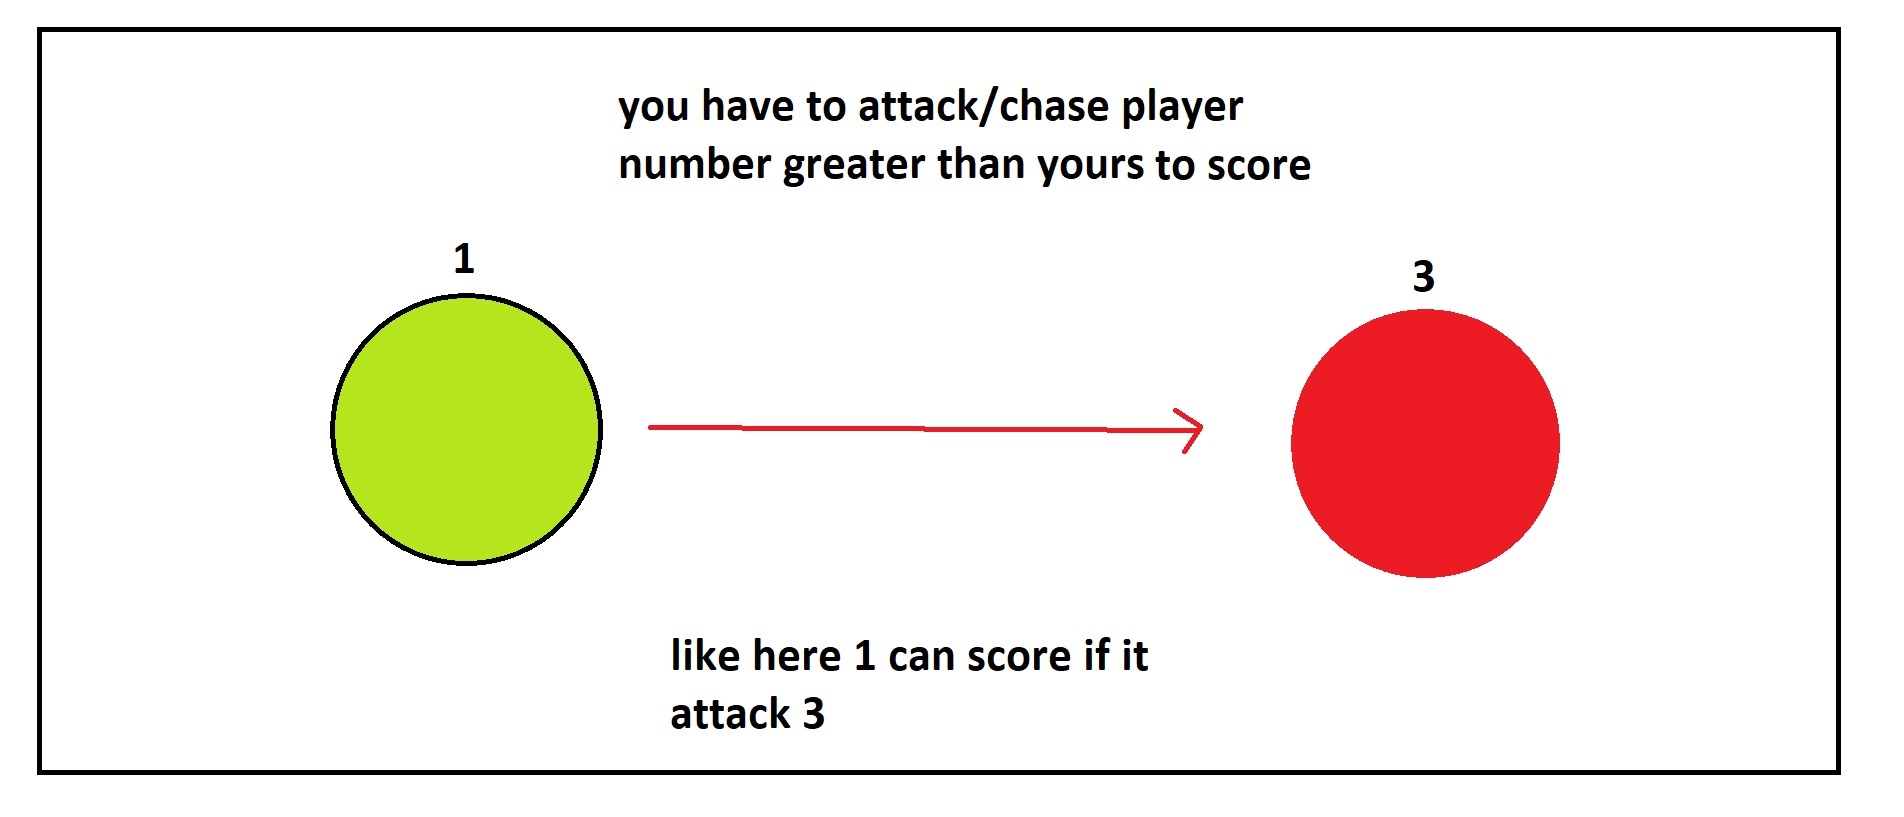 you have to attack/chase player
number greater than yours to score
1
3
like here 1 can score if it
attack 3